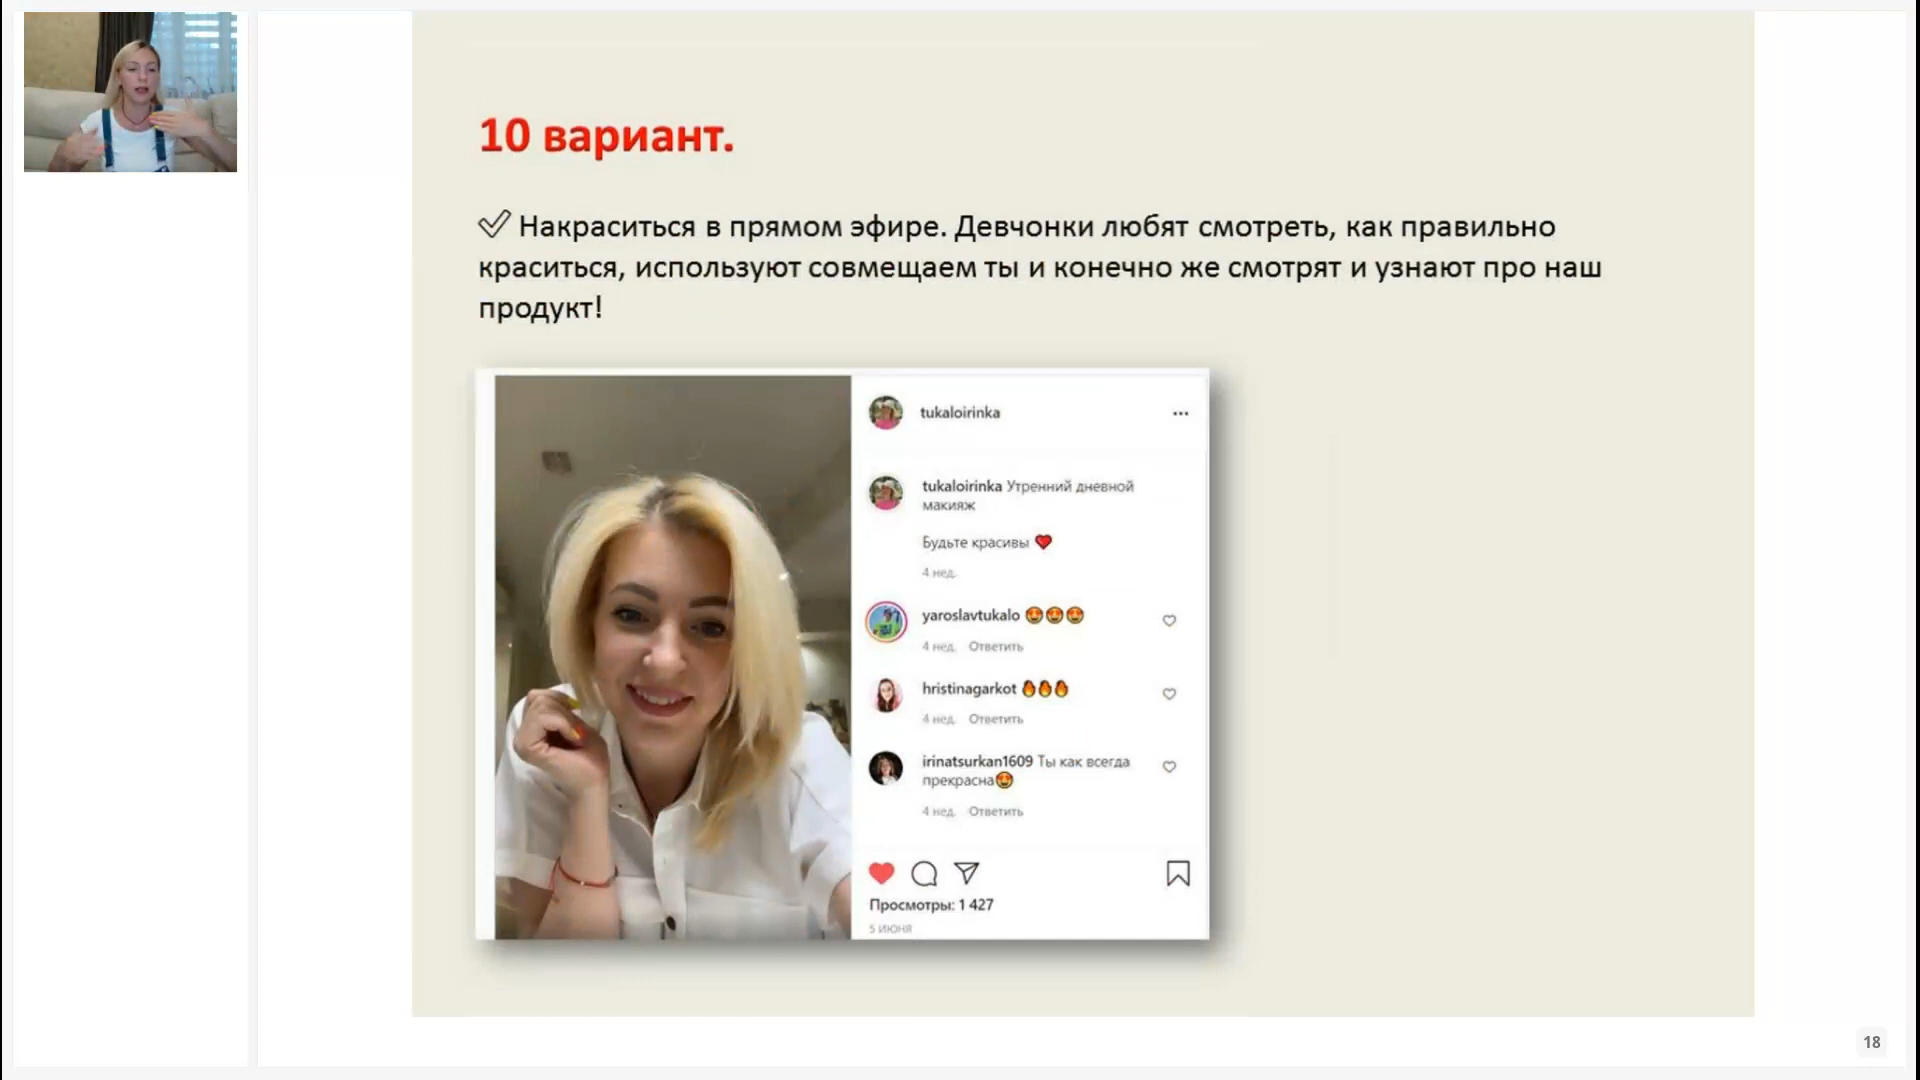 10 вариант.
✓ Накраситься в прямом эфире. Девчонки любят смотреть, как правильно
краситься, используют совмещаем ты и конечно же смотрят и узнают про наш
продукт!
tukaloirinka
tukaloirinka Утренний дневной
макияж
Будьте красивы ❤
4 нед.
yaroslavtukalo 🤩🤩🤩
4 нед. Ответить
hristinagarkot 🔥🔥🔥
4 нед. Ответить
irinatsurkan1609 Ты как всегда
прекрасна🤩
4 нед. Ответить
Просмотры: 1 427
5 ИЮНЯ
18